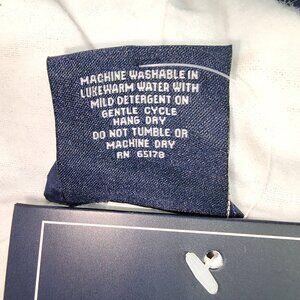 MACHINE WASHABLE IN
LUKEWARM WATER WITH
MILD DETERGENT ON
GENTLE CYCLE
HANG DRY
DO NOT TUMBLE OR
MACHINE DRY
RN 65178